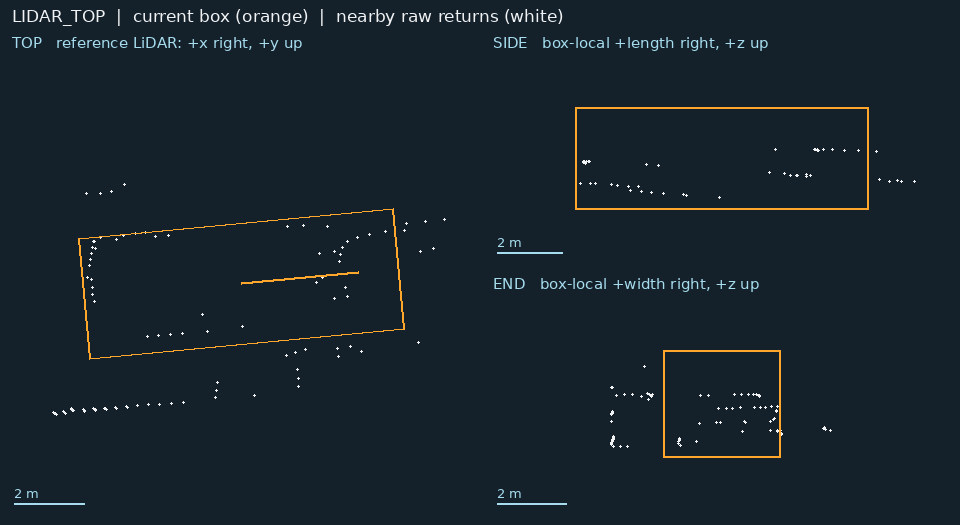 LIDAR_TOP | current box (orange) | nearby raw returns (white)
TOP reference LiDAR: +x right, +y up
SIDE box-local +length right, +z up
2 m
END box-local +width right, +z up
2 m
2 m